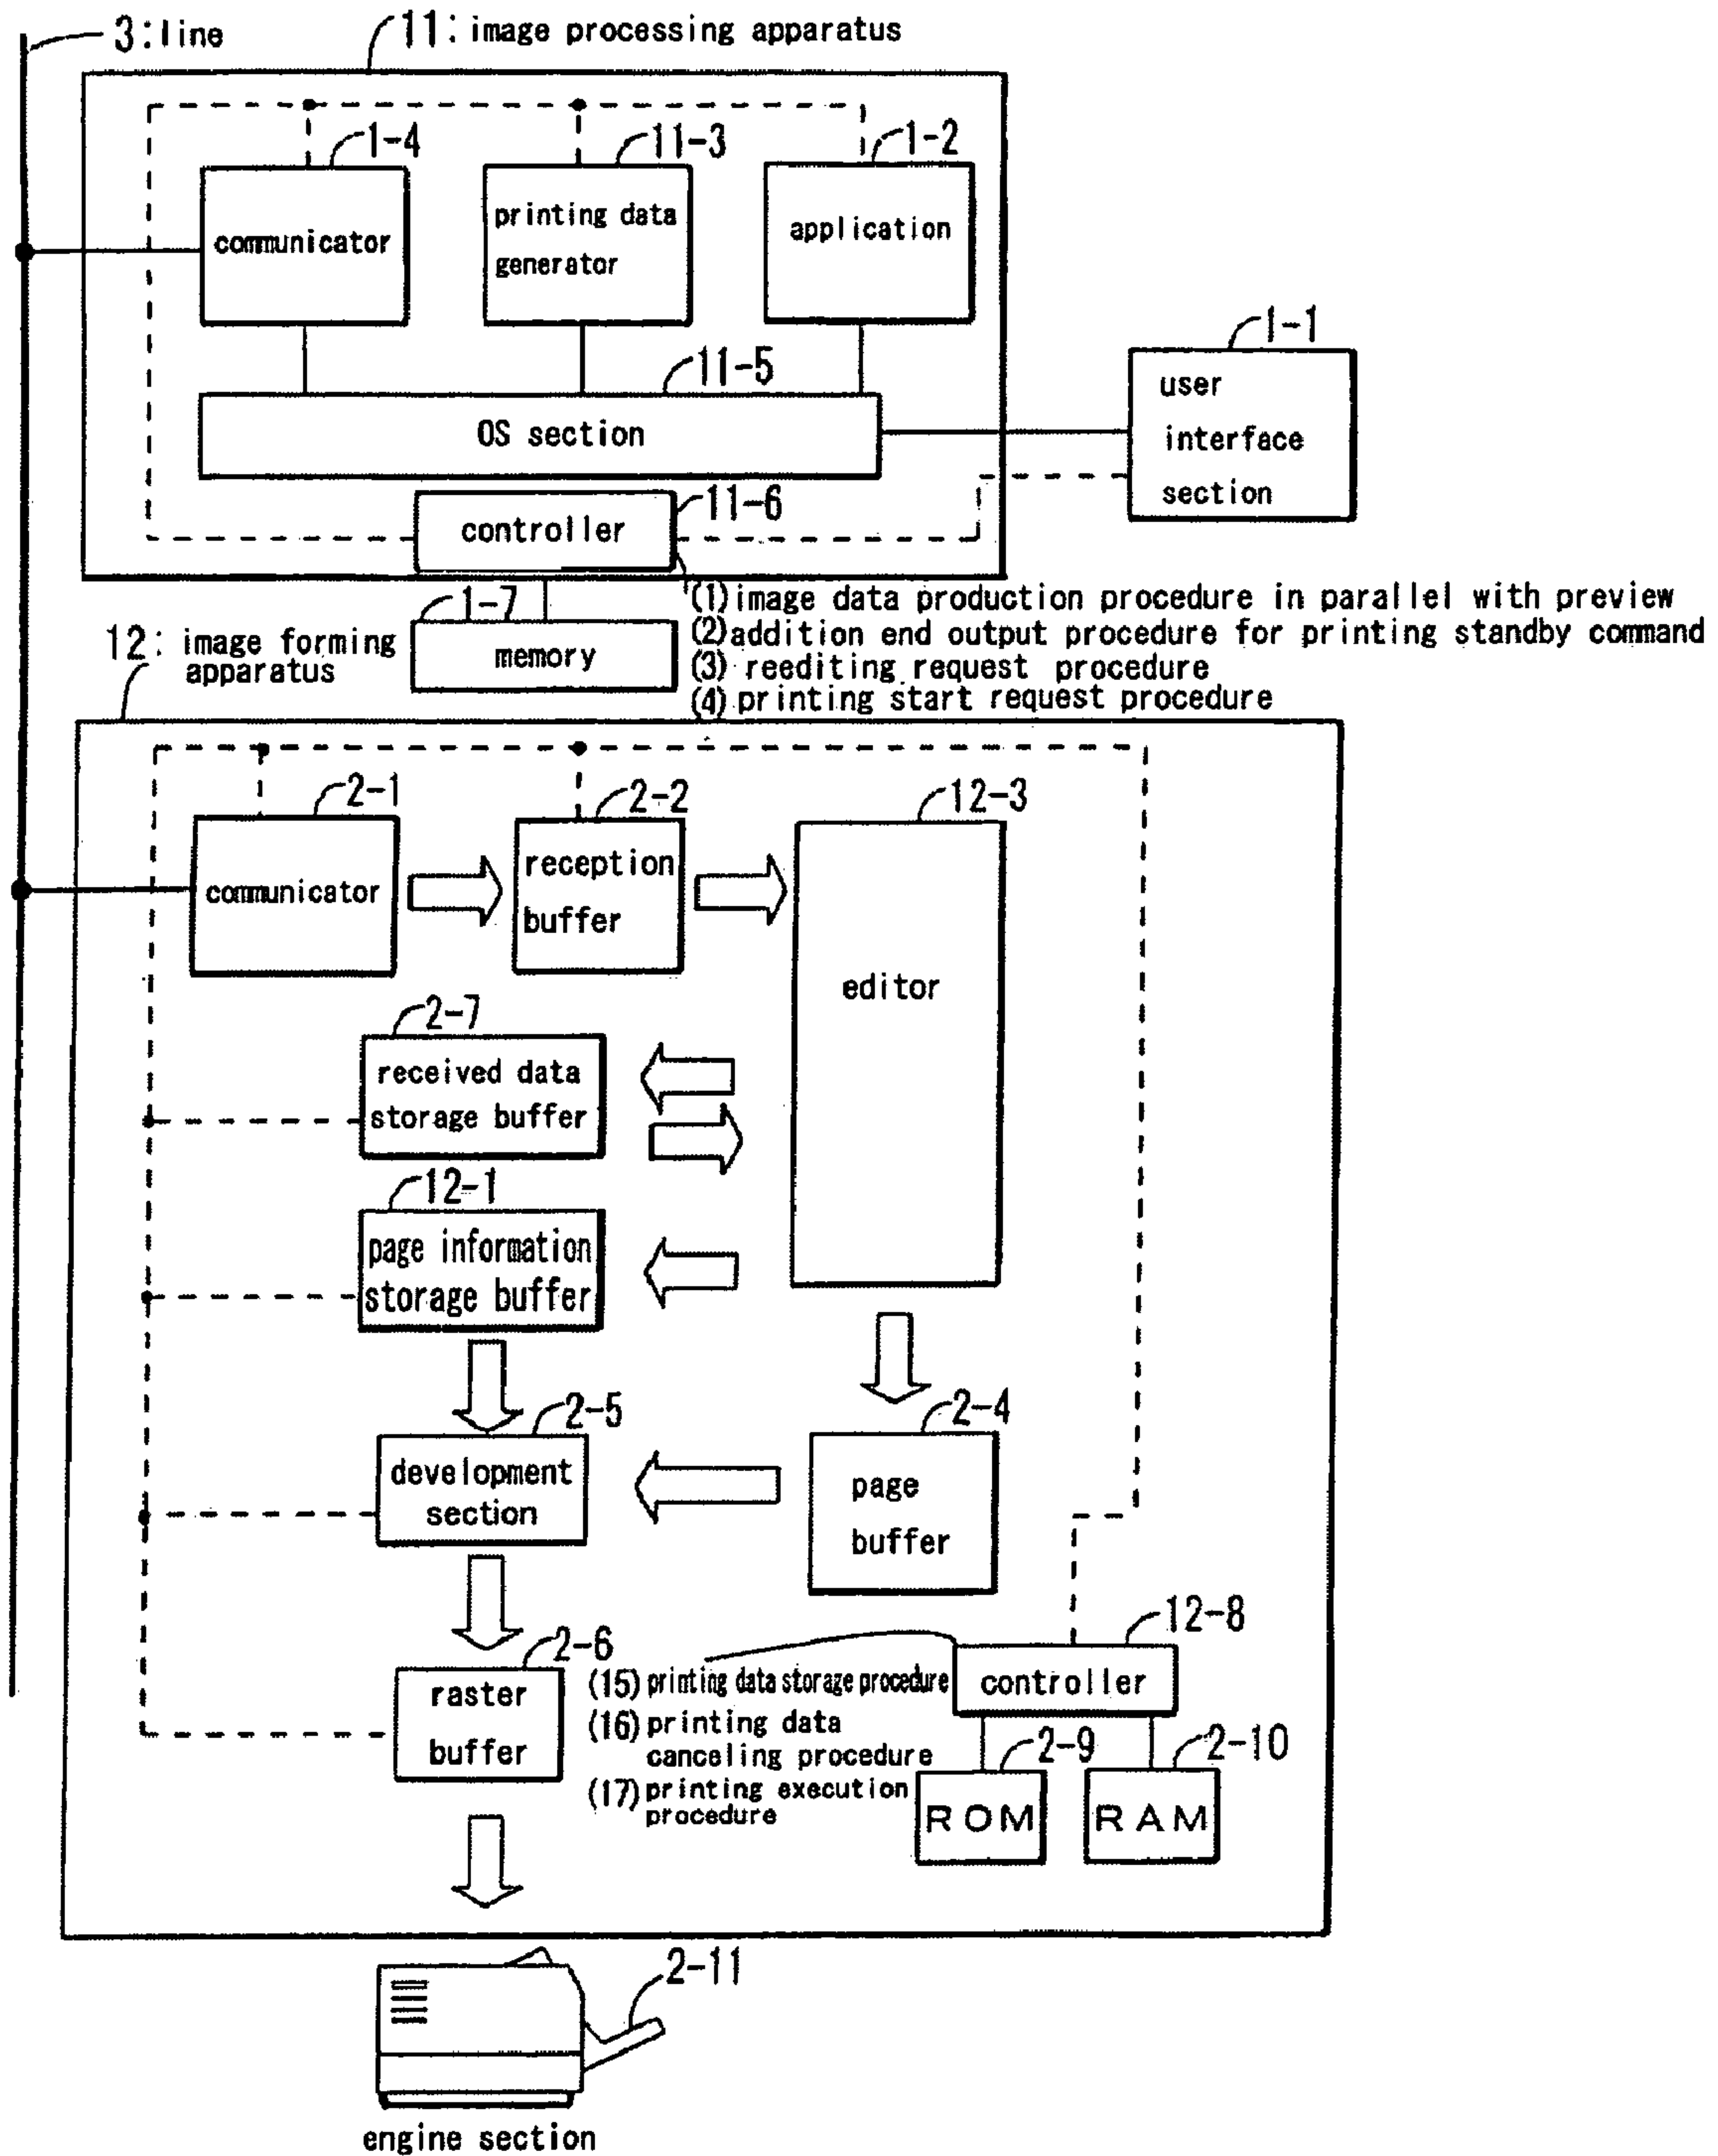 3:line
11: image processing apparatus
1-4
11-3
1-2
communicator
printing data
generator
application
1-1
11-5
user
interface
section
OS section
11-6
controller
(1)image data production procedure in parallel with preview
(2)addition end output procedure for printing standby command
(3) reediting request procedure
(4) printing start request procedure
1-7
memory
12: image forming
apparatus
2-1
2-2
12-3
communicator
reception
buffer
editor
2-7
received data
storage buffer
12-1
page information
storage buffer
2-5
2-4
development
section
page
buffer
12-8
2-6
raster
buffer
(15) printing data storage procedure
(16) printing data
canceling procedure
(17) printing execution
procedure
controller
2-9
2-10
ROM
RAM
2-11
engine section